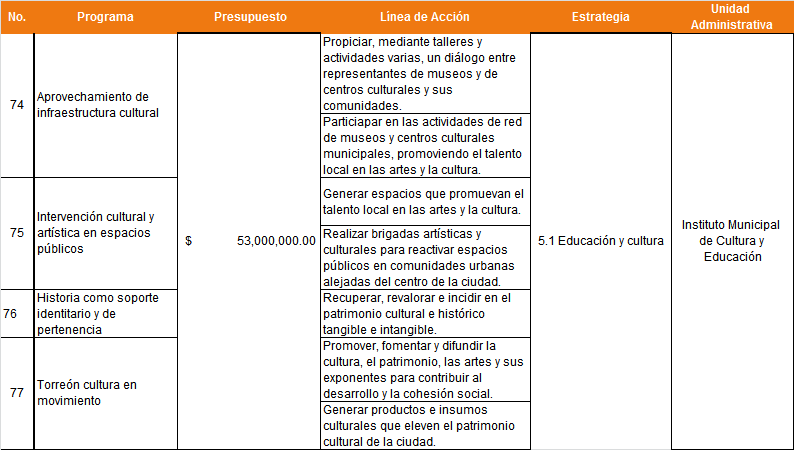 No. Programa Presupuesto Línea de Acción Estrategia Unidad
Administrativa
74
Aprovechamiento de
infraestructura cultural
Propiciar, mediante talleres y
actividades varias, un diálogo entre
representantes de museos y de
centros culturales y sus
comunidades.
Particiapar en las actividades de red
de museos y centros culturales
municipales, promoviendo el talento
local en las artes y la cultura.
75
Intervención cultural y
artística en espacios
públicos
$ 53,000,000.00
Generar espacios que promuevan el
talento local en las artes y la cultura.
Realizar brigadas artísticas y
culturales para reactivar espacios
públicos en comunidades urbanas
alejadas del centro de la ciudad.
5.1 Educación y cultura
Instituto Municipal
de Cultura y
Educación
76
Historia como soporte
identitario y de
pertenencia
Recuperar, revalorar e incidir en el
patrimonio cultural e histórico
tangible e intangible.
77
Torreón cultura en
movimiento
Promover, fomentar y difundir la
cultura, el patrimonio, las artes y sus
exponentes para contribuir al
desarrollo y la cohesión social.
Generar productos e insumos
culturales que eleven el patrimonio
cultural de la ciudad.